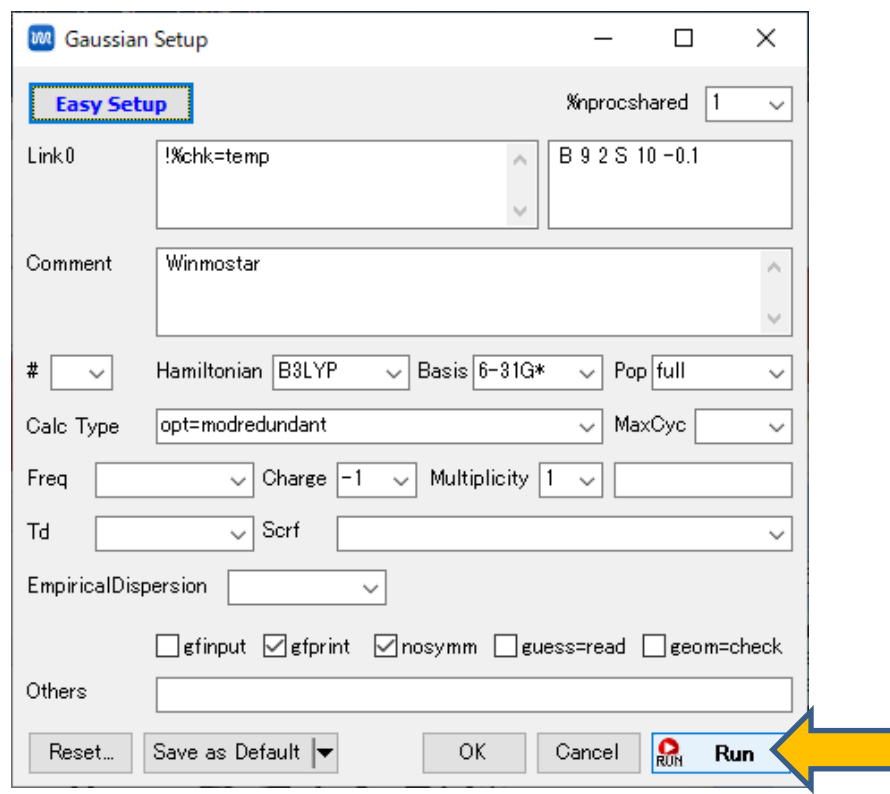 Gaussian Setup
Easy Setup
%nprocshared 1
Link0 !%chk=temp B 9 2 S 10 -0.1
Comment Winmostar
# Hamiltonian B3LYP Basis 6-31G* Pop full
Calc Type opt=modredundant MaxCyc
Freq Charge -1 Multiplicity 1
Td Scrf
EmpiricalDispersion
gfinput gfprint nosymm guess=read geom=check
Others
Reset... Save as Default OK Cancel RUN Run